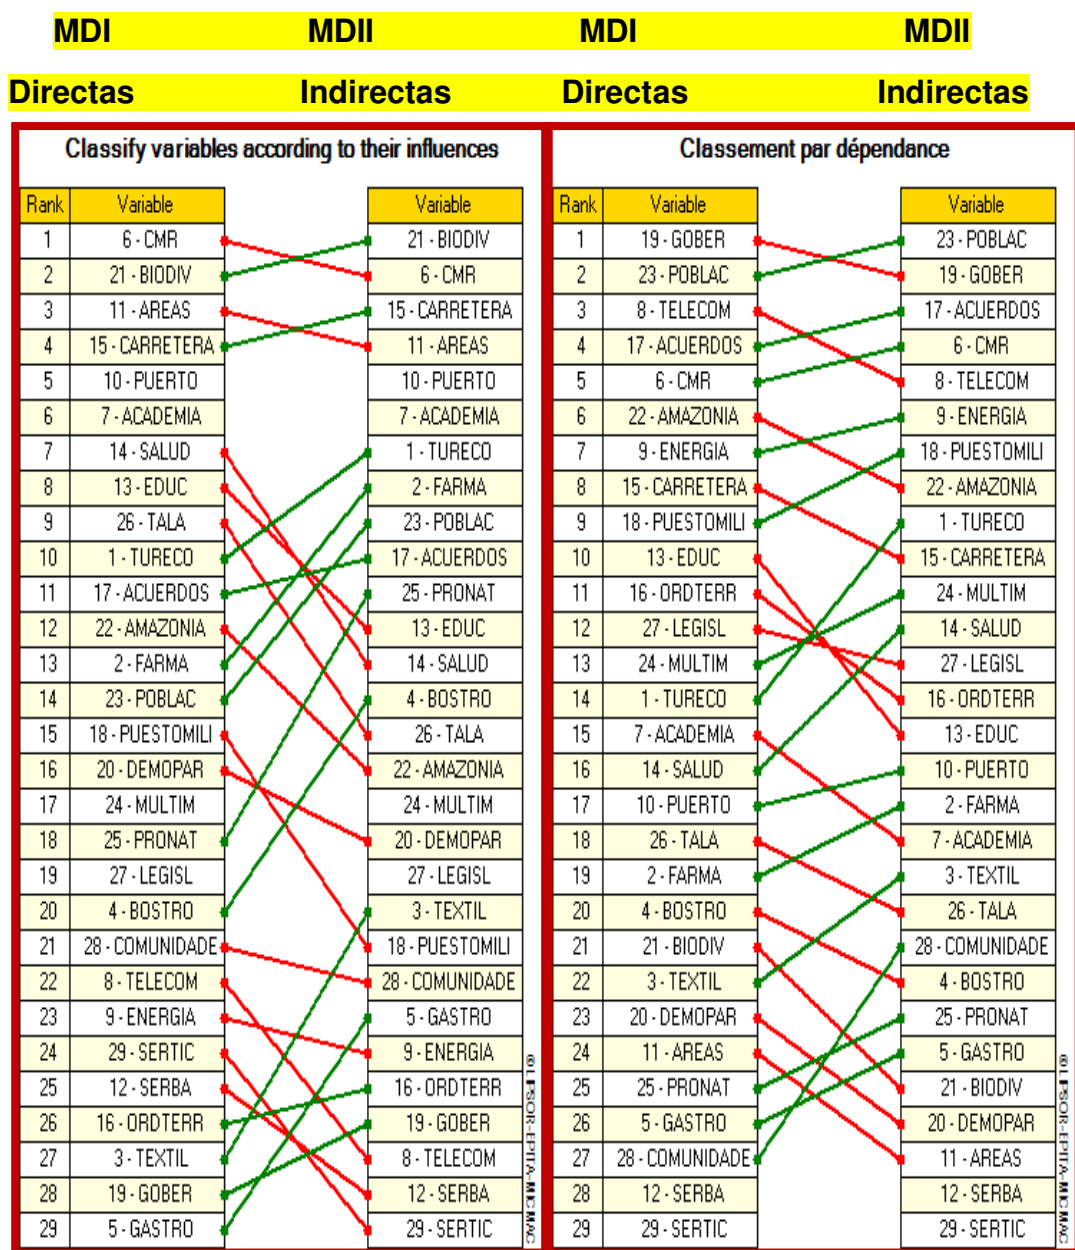 MDI MDII MDI MDII
Directas Indirectas Directas Indirectas
Classify variables according to their influences Classement par dépendance
Rank Variable Variable Rank Variable Variable
1 6 - CMR 21 - BIODIV 1 19 - GOBER 23 - POBLAC
2 21 - BIODIV 6 - CMR 2 23 - POBLAC 19 - GOBER
3 11 - AREAS 15 - CARRETERA 3 8 - TELECOM 17 - ACUERDOS
4 15 - CARRETERA 11 - AREAS 4 17 - ACUERDOS 6 - CMR
5 10 - PUERTO 10 - PUERTO 5 6 - CMR 8 - TELECOM
6 7 - ACADEMIA 7 - ACADEMIA 6 22 - AMAZONIA 9 - ENERGIA
7 14 - SALUD 1 - TURECO 7 9 - ENERGIA 18 - PUESTOMILI
8 13 - EDUC 2 - FARMA 8 15 - CARRETERA 22 - AMAZONIA
9 26 - TALA 23 - POBLAC 9 18 - PUESTOMILI 1 - TURECO
10 1 - TURECO 17 - ACUERDOS 10 13 - EDUC 15 - CARRETERA
11 17 - ACUERDOS 25 - PRONAT 11 16 - ORDTERR 24 - MULTIM
12 22 - AMAZONIA 13 - EDUC 12 27 - LEGISL 14 - SALUD
13 2 - FARMA 14 - SALUD 13 24 - MULTIM 27 - LEGISL
14 23 - POBLAC 4 - BOSTRO 14 1 - TURECO 16 - ORDTERR
15 18 - PUESTOMILI 26 - TALA 15 7 - ACADEMIA 13 - EDUC
16 20 - DEMOPAR 22 - AMAZONIA 16 14 - SALUD 10 - PUERTO
17 24 - MULTIM 24 - MULTIM 17 10 - PUERTO 2 - FARMA
18 25 - PRONAT 20 - DEMOPAR 18 26 - TALA 7 - ACADEMIA
19 27 - LEGISL 27 - LEGISL 19 2 - FARMA 3 - TEXTIL
20 4 - BOSTRO 3 - TEXTIL 20 4 - BOSTRO 26 - TALA
21 28 - COMUNIDADE 18 - PUESTOMILI 21 21 - BIODIV 28 - COMUNIDADE
22 8 - TELECOM 28 - COMUNIDADE 22 3 - TEXTIL 4 - BOSTRO
23 9 - ENERGIA 5 - GASTRO 23 20 - DEMOPAR 25 - PRONAT
24 29 - SERTIC 9 - ENERGIA 24 11 - AREAS 5 - GASTRO
25 12 - SERBA 16 - ORDTERR 25 25 - PRONAT 21 - BIODIV
26 16 - ORDTERR 19 - GOBER 26 5 - GASTRO 20 - DEMOPAR
27 3 - TEXTIL 8 - TELECOM 27 28 - COMUNIDADE 11 - AREAS
28 19 - GOBER 12 - SERBA 28 12 - SERBA 12 - SERBA
29 5 - GASTRO 29 - SERTIC 29 29 - SERTIC 29 - SERTIC
© LIPSOR-EPITA-MICMAC
© LIPSOR-EPITA-MICMAC